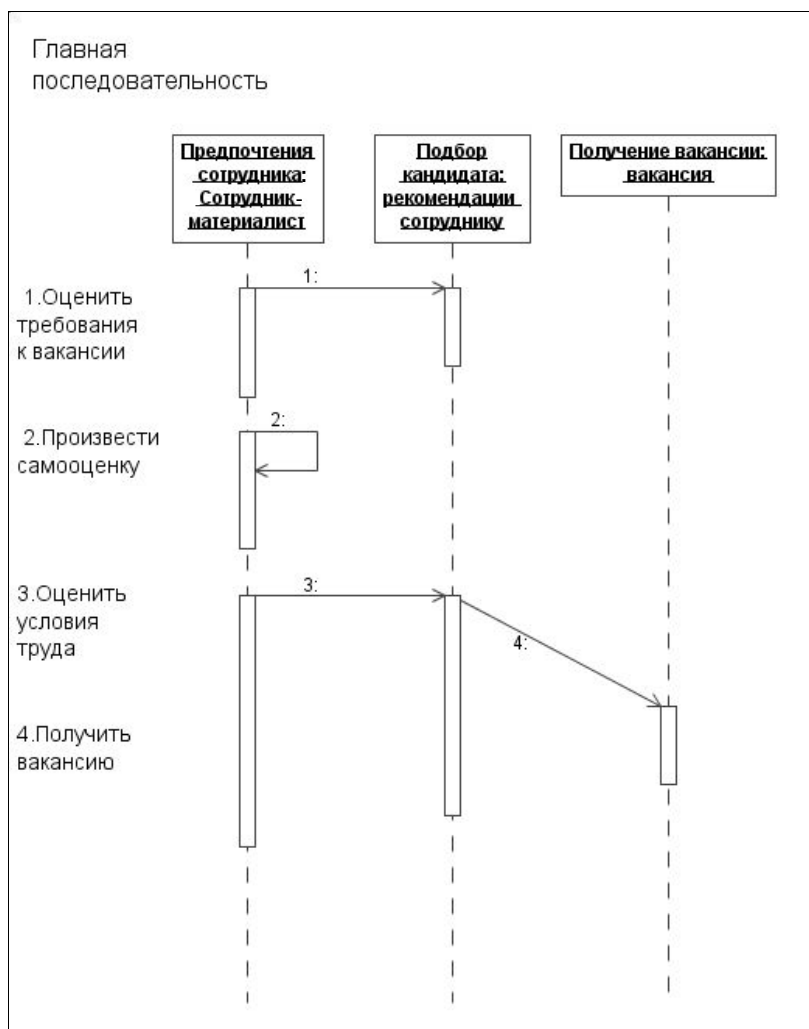 Главная
последовательность
Предпочтения
сотрудника:
Сотрудник-
материалист
Подбор
кандидата:
рекомендации
сотруднику
Получение вакансии:
вакансия
1:
1.Оценить
требования
к вакансии
2:
2.Произвести
самооценку
3:
3.Оценить
условия
труда
4:
4.Получить
вакансию